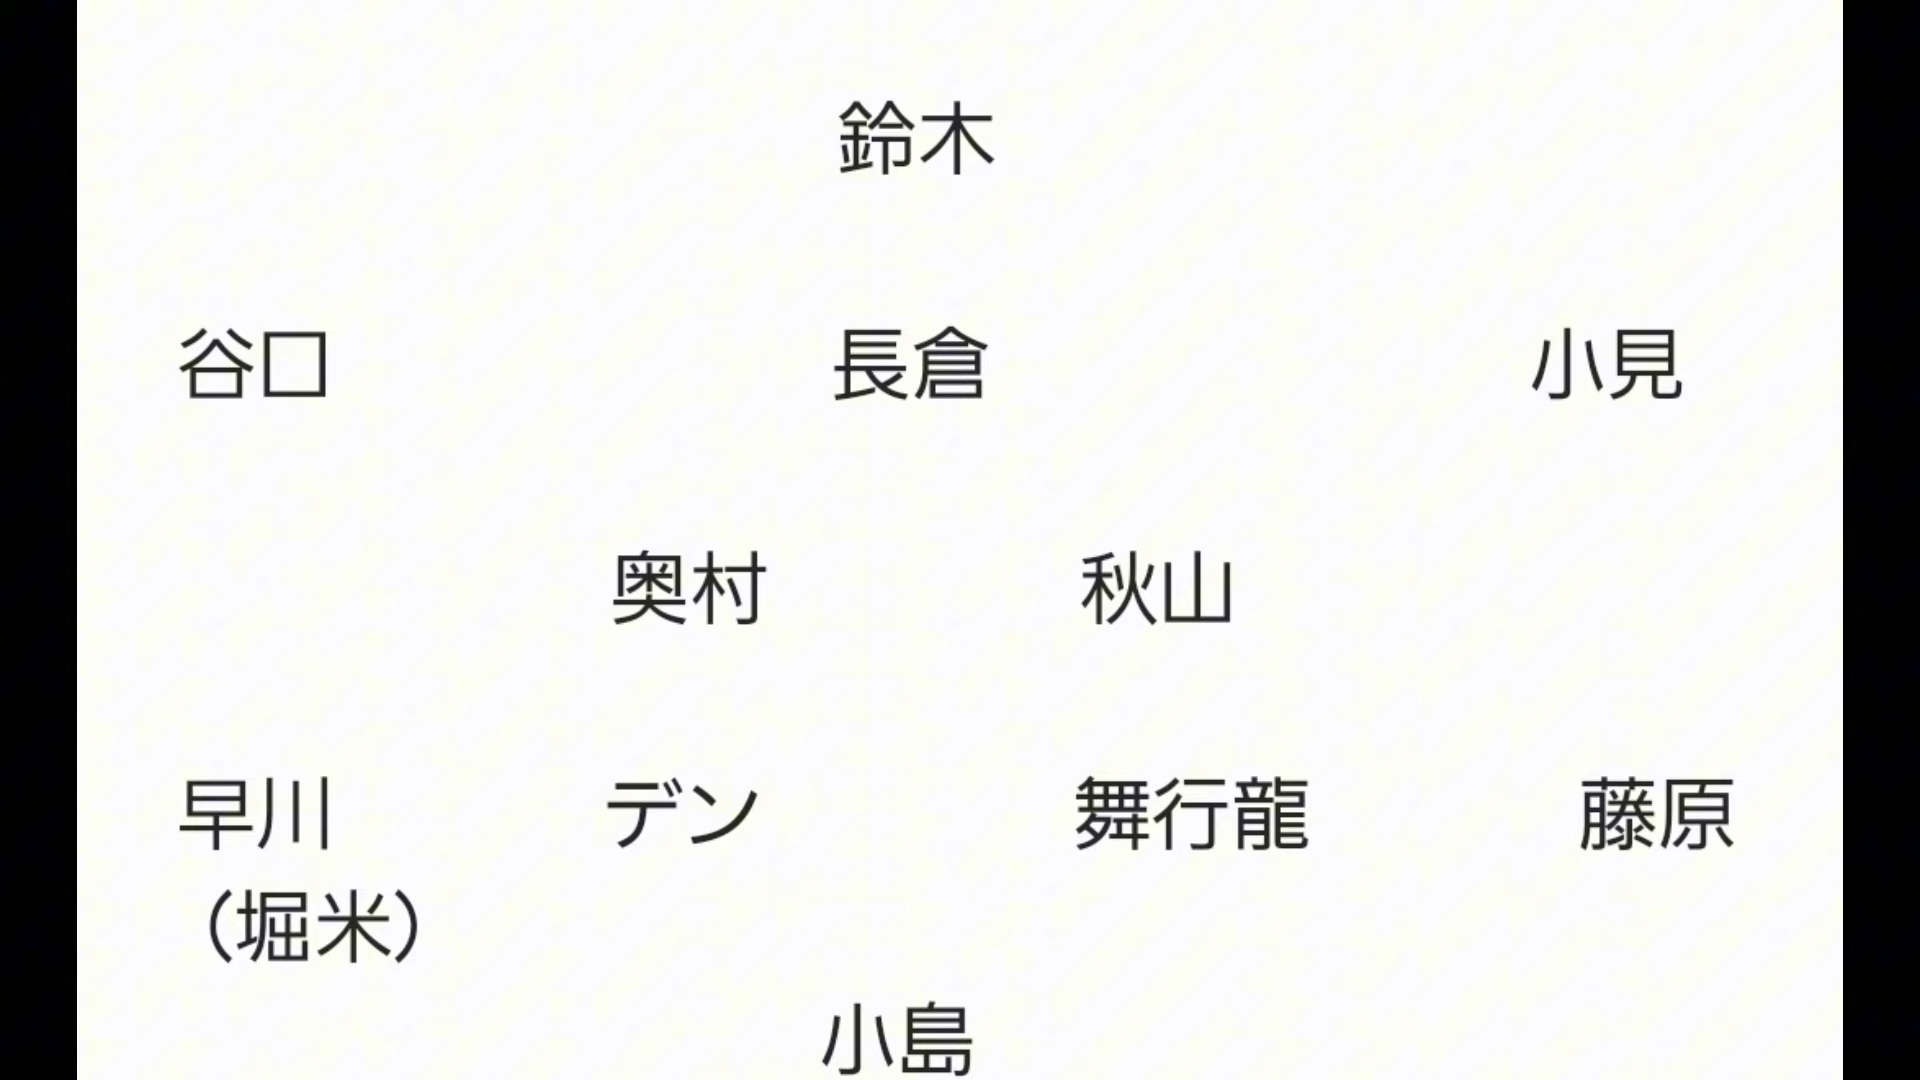 鈴木
谷口 長倉 小見
奥村 秋山
早川 デン 舞行龍 藤原
（堀米）
小島